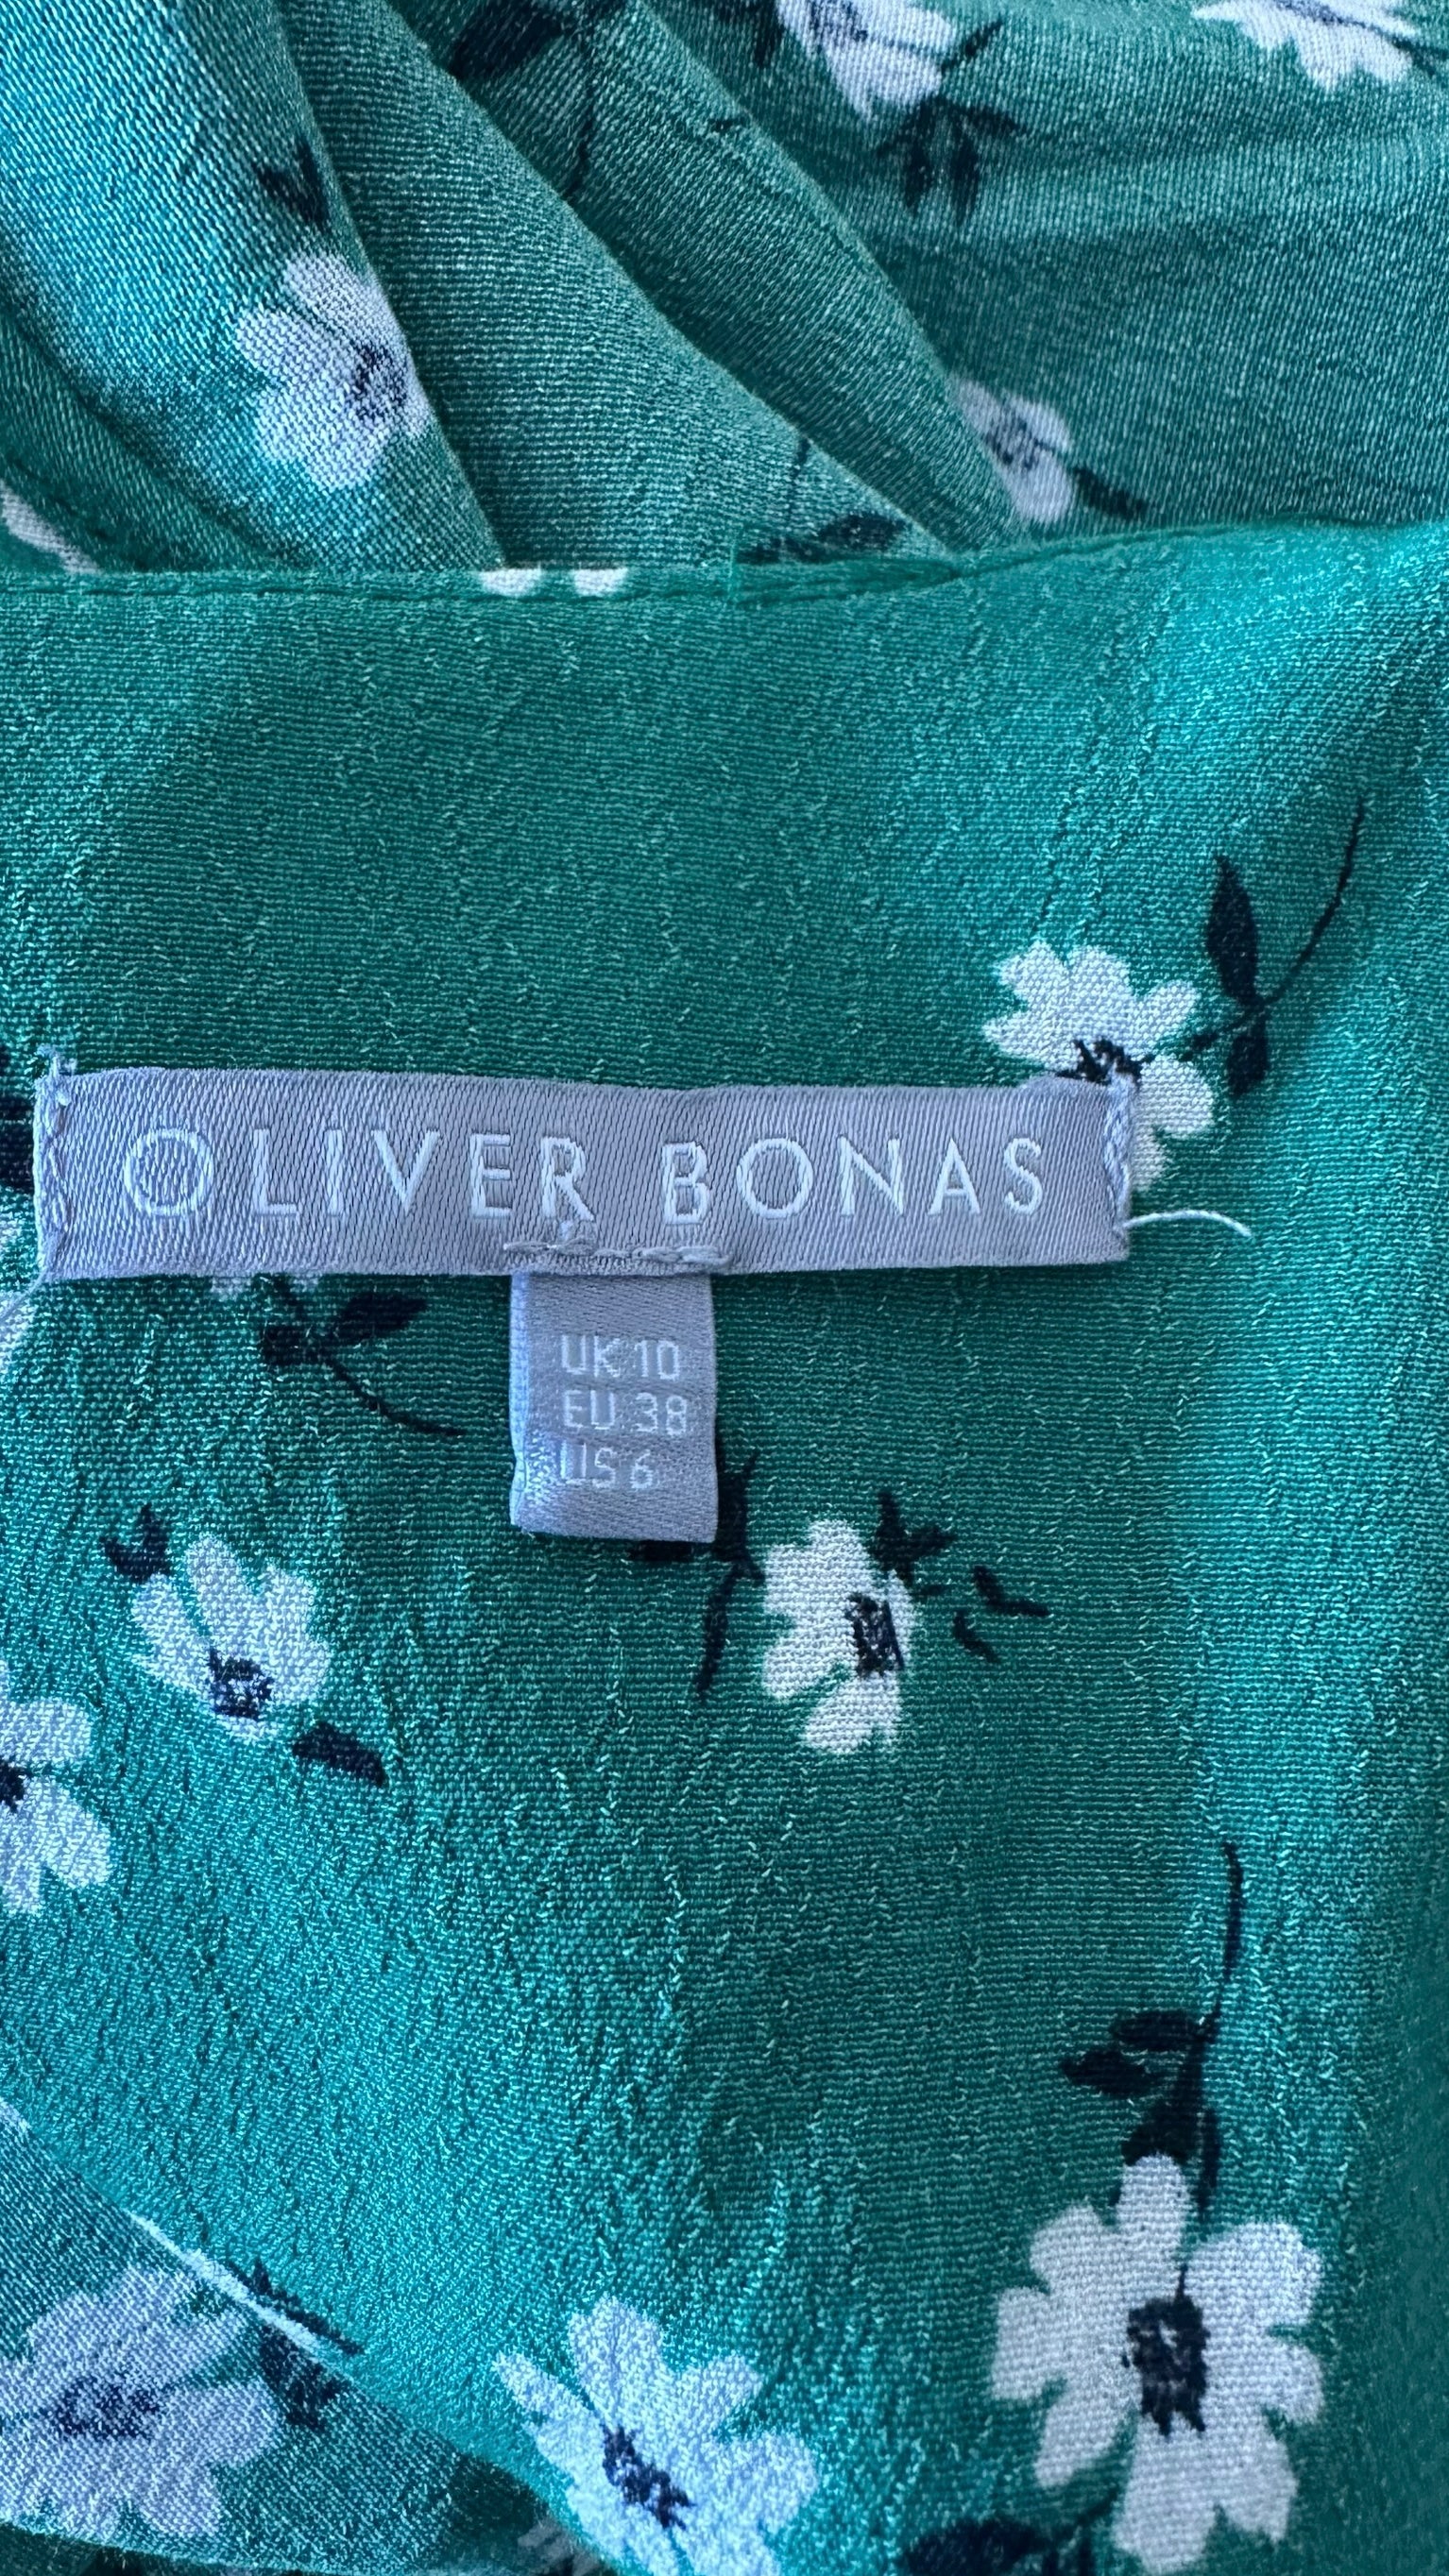 OLIVER BONAS
UK 10
EU 38
US 6